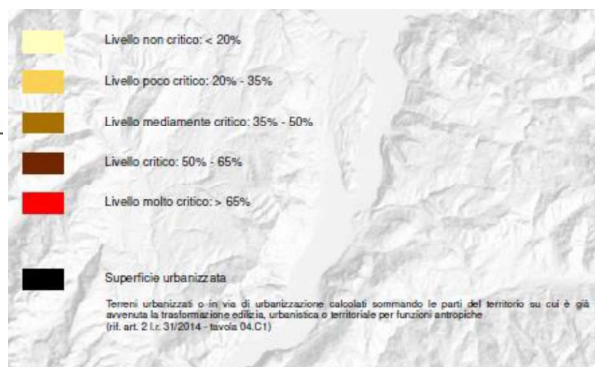 Livello non critico: < 20%
Livello poco critico: 20% - 35%
Livello mediamente critico: 35% - 50%
Livello critico: 50% - 65%
Livello molto critico: > 65%
Superficie urbanizzata
Terreni urbanizzati o in via di urbanizzazione calcolati sommando le parti del territorio su cui è già
avvenuta la trasformazione edilizia, urbanistica o territoriale per funzioni antropiche
(rif. art. 2 l.r. 31/2014 - tavola 04.C1)